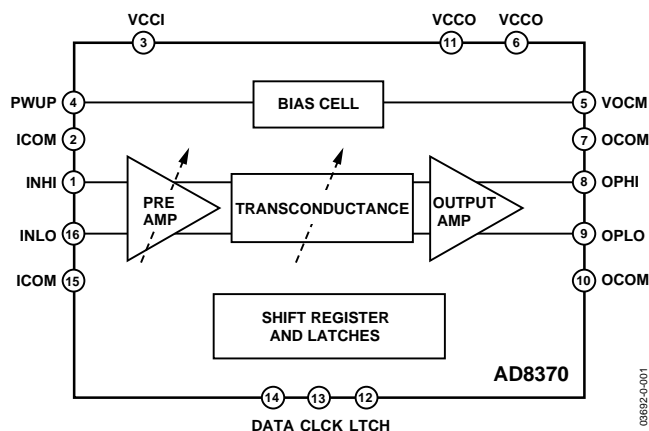 VCCI VCCO VCCO
3 11 6
PWUP 4 BIAS CELL 5 VOCM
ICOM 2 7 OCOM
INHI 1 8 OPHI
PRE AMP
TRANSCONDUCTANCE
OUTPUT AMP
INLO 16 9 OPLO
ICOM 15 10 OCOM
SHIFT REGISTER
AND LATCHES
AD8370
14 13 12
DATA CLCK LTCH
03692-0-001